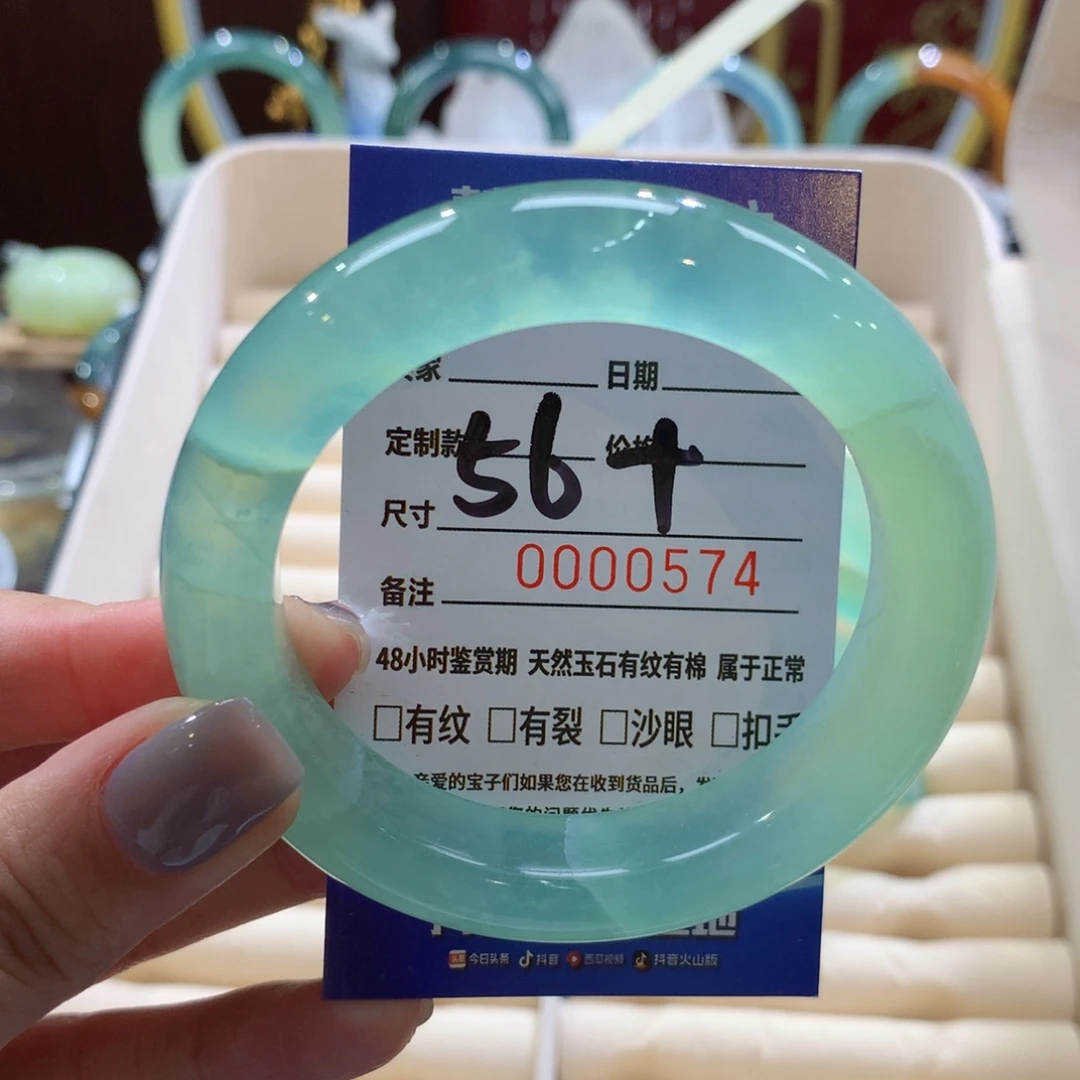 日期
定制款 56+ 价格
尺寸
0000574
备注
48小时鉴赏期 天然玉石有纹有棉 属于正常
□有纹 □有裂 □沙眼 □扣
亲爱的宝子们如果您在收到货品后，发
今日头条 抖音 西瓜视频 抖音火山版